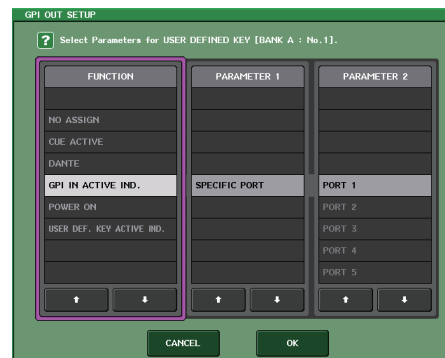 GPI OUT SETUP
? Select Parameters for USER DEFINED KEY [BANK A : No.1].
FUNCTION PARAMETER 1 PARAMETER 2
NO ASSIGN
CUE ACTIVE
DANTE
GPI IN ACTIVE IND. SPECIFIC PORT PORT 1
POWER ON PORT 2
USER DEF. KEY ACTIVE IND. PORT 3
PORT 4
PORT 5
CANCEL OK